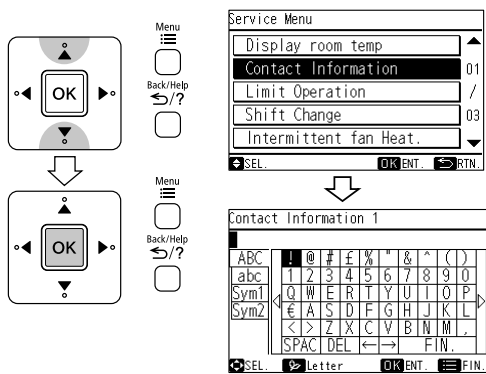 Menu
OK
Back/Help
/?
Menu
OK
Back/Help
/?
Service Menu
Display room temp
Contact Information
Limit Operation
Shift Change
Intermittent fan Heat.
01
/
03
SEL. OK ENT. RTN.
Contact Information 1
ABC ! @ # £ % " & ^ ( )
abc 1 2 3 4 5 6 7 8 9 0
Sym1 Q W E R T Y U I O P
Sym2 € A S D F G H J K L
< > Z X C V B N M ,
SPAC DEL ← → FIN.
SEL. Letter OK ENT. FIN.